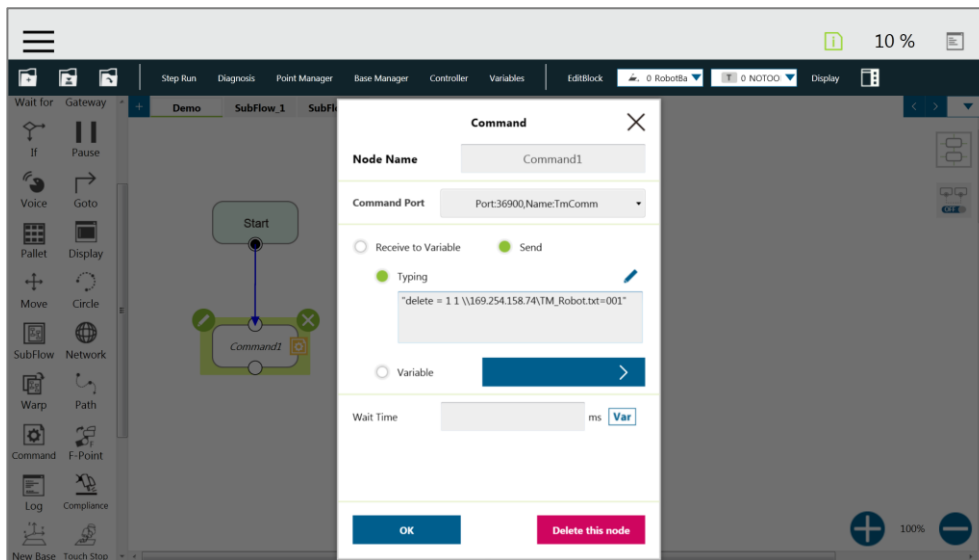 10 %
Step Run Diagnosis Point Manager Base Manager Controller Variables EditBlock 0 RobotBa T 0 NOTOO Display
Wait for Gateway
Demo SubFlow_1 SubFl
If Pause
Voice Goto
Pallet Display
Move Circle
SubFlow Network
Warp Path
Command F-Point
Log Compliance
New Base Touch Stop
Start
Command1
Command
Node Name Command1
Command Port Port:36900,Name:TmComm
Receive to Variable Send
Typing
"delete = 1 1 \\169.254.158.74\TM_Robot.txt=001"
Variable
Wait Time ms Var
OK Delete this node
OFF
100%